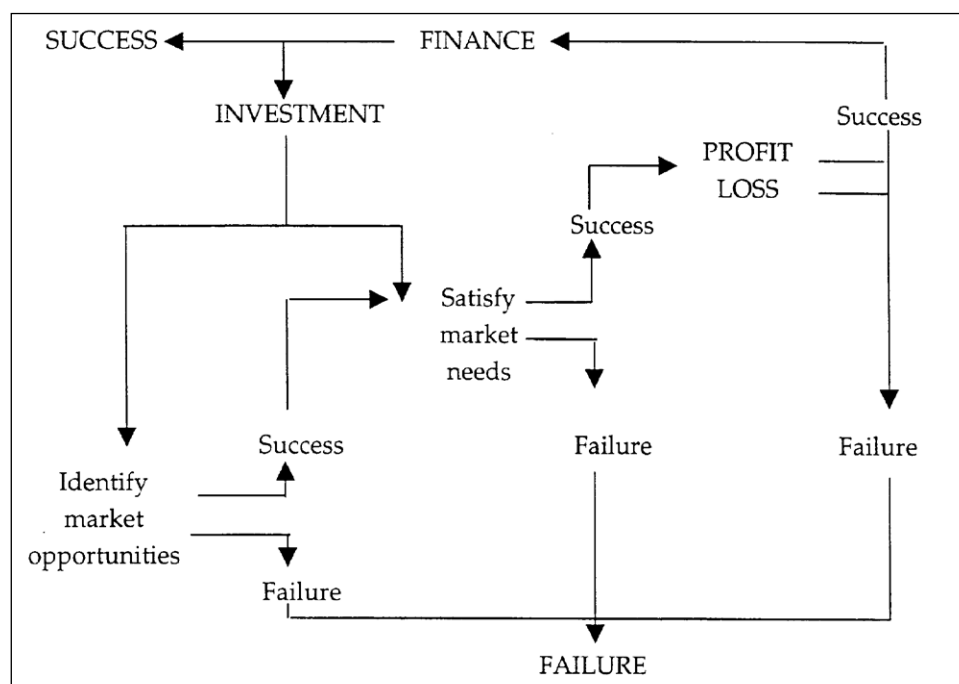 SUCCESS
FINANCE
INVESTMENT
Success
PROFIT
LOSS
Success
Satisfy
market
needs
Success
Failure
Failure
Identify
market
opportunities
Failure
FAILURE